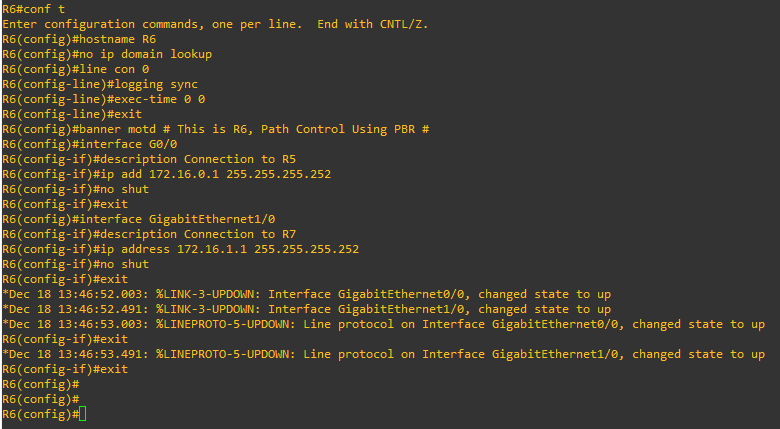 R6#conf t
Enter configuration commands, one per line.  End with CNTL/Z.
R6(config)#hostname R6
R6(config)#no ip domain lookup
R6(config)#line con 0
R6(config-line)#logging sync
R6(config-line)#exec-time 0 0
R6(config-line)#exit
R6(config)#banner motd # This is R6, Path Control Using PBR #
R6(config)#interface G0/0
R6(config-if)#description Connection to R5
R6(config-if)#ip add 172.16.0.1 255.255.255.252
R6(config-if)#no shut
R6(config-if)#exit
R6(config)#interface GigabitEthernet1/0
R6(config-if)#description Connection to R7
R6(config-if)#ip address 172.16.1.1 255.255.255.252
R6(config-if)#no shut
R6(config-if)#exit
*Dec 18 13:46:52.003: %LINK-3-UPDOWN: Interface GigabitEthernet0/0, changed state to up
*Dec 18 13:46:52.491: %LINK-3-UPDOWN: Interface GigabitEthernet1/0, changed state to up
*Dec 18 13:46:53.003: %LINEPROTO-5-UPDOWN: Line protocol on Interface GigabitEthernet0/0, changed state to up
R6(config-if)#exit
*Dec 18 13:46:53.491: %LINEPROTO-5-UPDOWN: Line protocol on Interface GigabitEthernet1/0, changed state to up
R6(config-if)#exit
R6(config)#
R6(config)#
R6(config)#